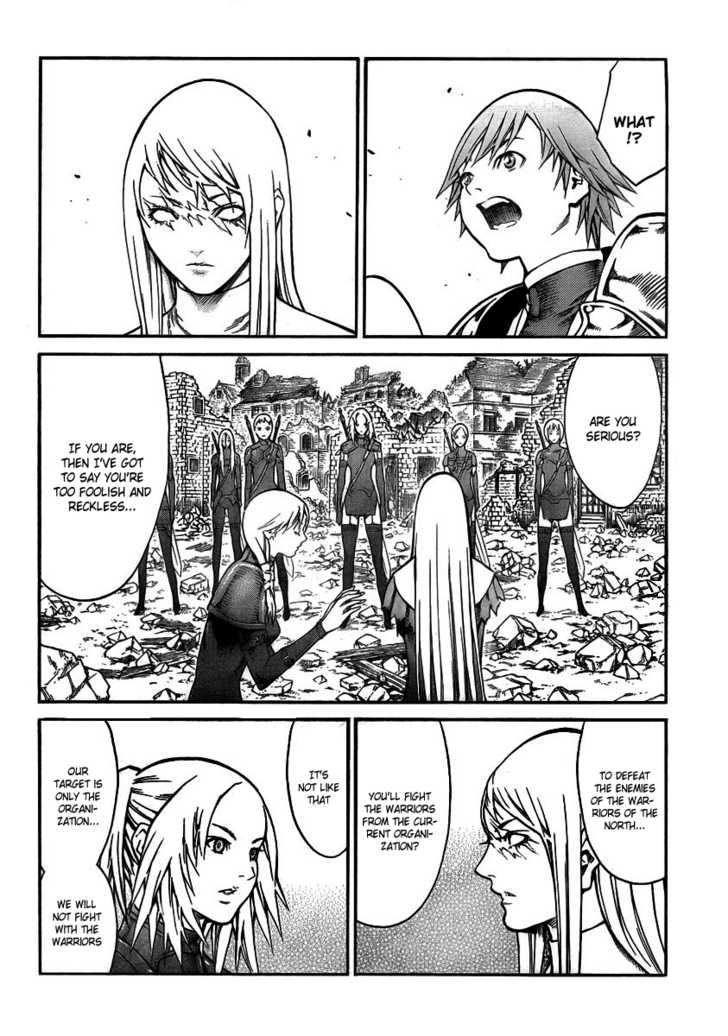 WHAT
!?
ARE YOU
SERIOUS?
IF YOU ARE,
THEN I'VE GOT
TO SAY YOU'RE
TOO FOOLISH AND
RECKLESS...
TO DEFEAT
THE ENEMIES
OF THE WAR-
RIORS OF THE
NORTH...
YOU'LL FIGHT
THE WARRIORS
FROM THE CUR-
RENT ORGANI-
ZATION?
IT'S
NOT LIKE
THAT
OUR
TARGET IS
ONLY THE
ORGANI-
ZATION...
WE WILL
NOT FIGHT
WITH THE
WARRIORS